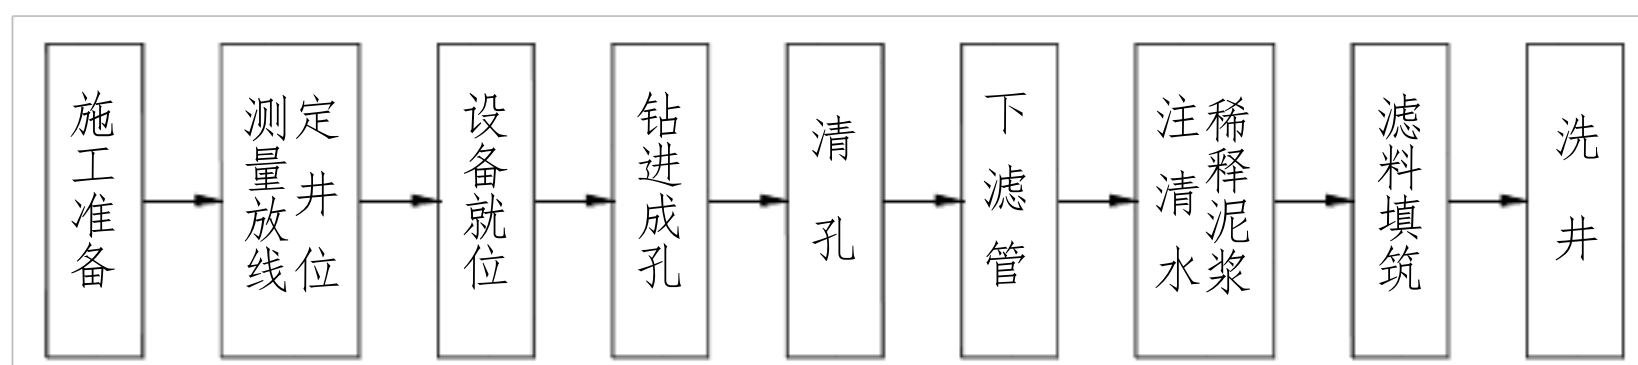 施工准备
测量放线
定井位
设备就位
钻进成孔
清孔
下滤管
注清水
稀释泥浆
滤料填筑
洗井